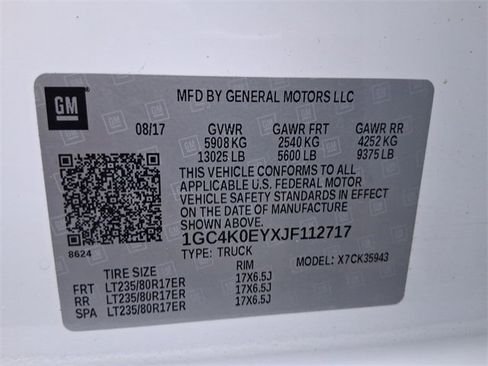 GM
MFD BY GENERAL MOTORS LLC
08/17 GVWR GAWR FRT GAWR RR
5908 KG 2540 KG 4252 KG
13025 LB 5600 LB 9375 LB
THIS VEHICLE CONFORMS TO ALL
APPLICABLE U.S. FEDERAL MOTOR
VEHICLE SAFETY STANDARDS IN EFFECT
ON THE DATE OF MANUFACTURE
SHOWN ABOVE.
1GC4K0EYXJF112717
8624 TYPE: TRUCK MODEL: X7CK35943
TIRE SIZE RIM
FRT LT235/80R17ER 17X6.5J
RR LT235/80R17ER 17X6.5J
SPA LT235/80R17ER 17X6.5J